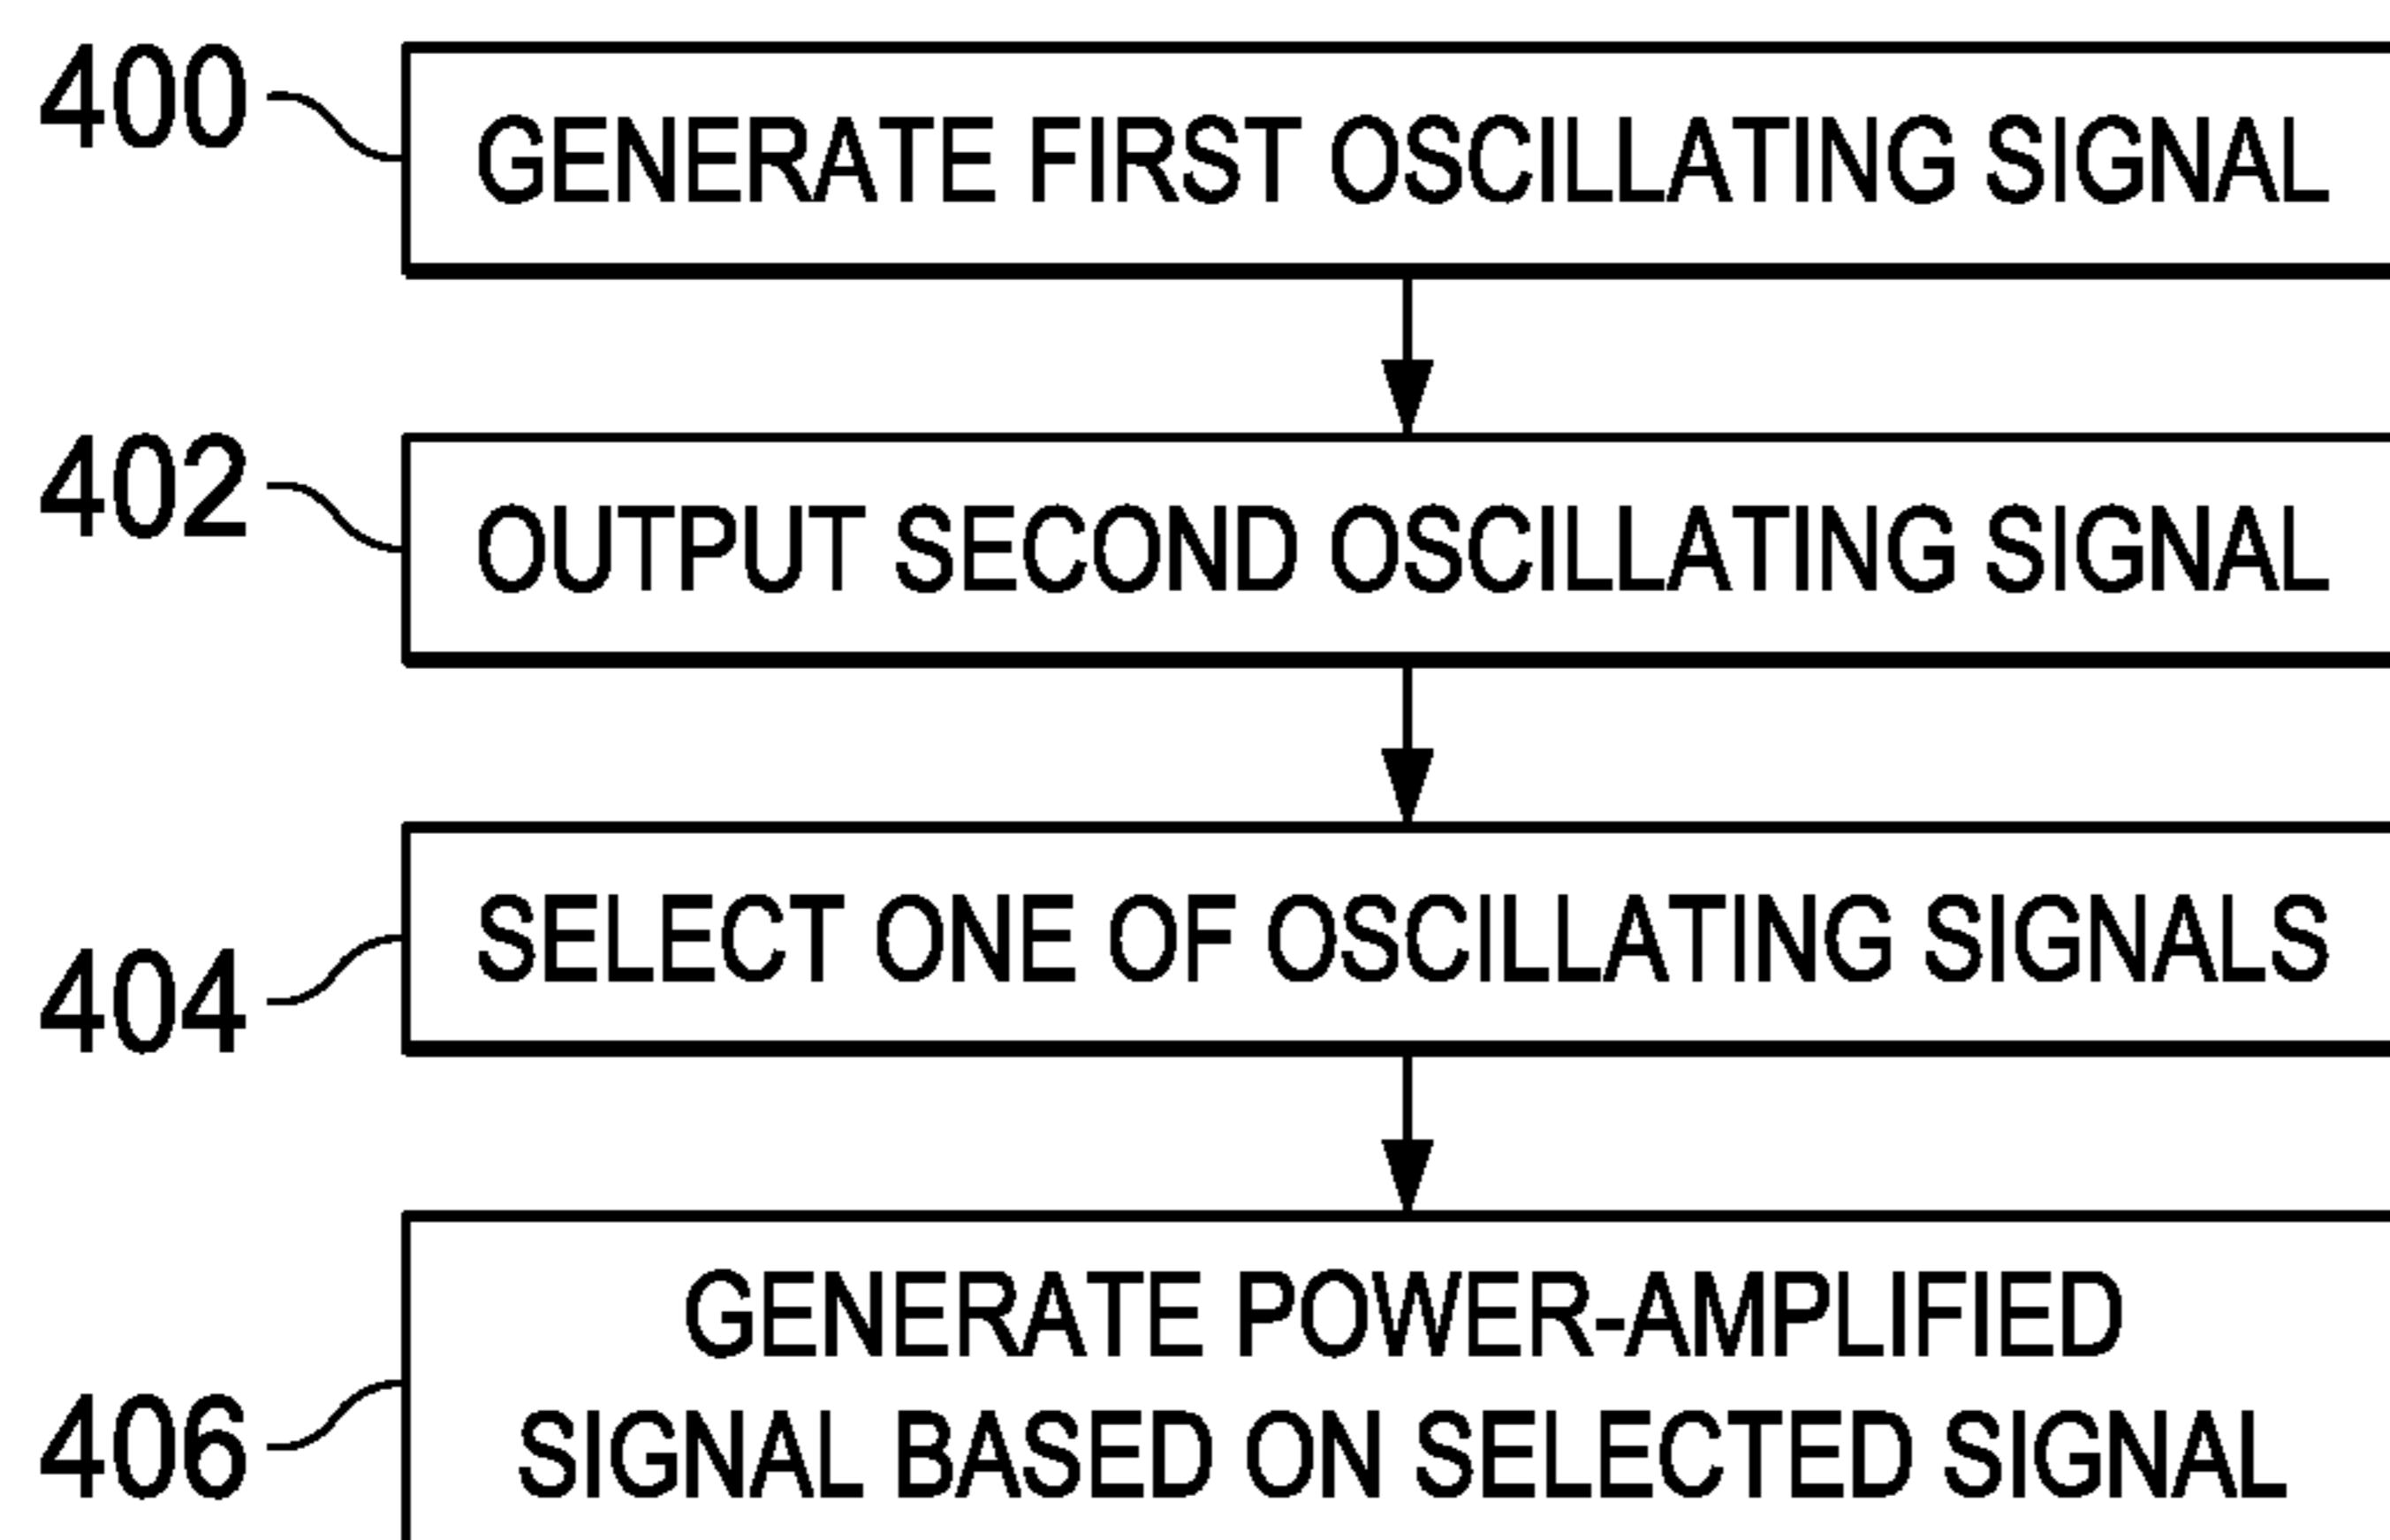 400
GENERATE FIRST OSCILLATING SIGNAL
402
OUTPUT SECOND OSCILLATING SIGNAL
404
SELECT ONE OF OSCILLATING SIGNALS
406
GENERATE POWER-AMPLIFIED
SIGNAL BASED ON SELECTED SIGNAL